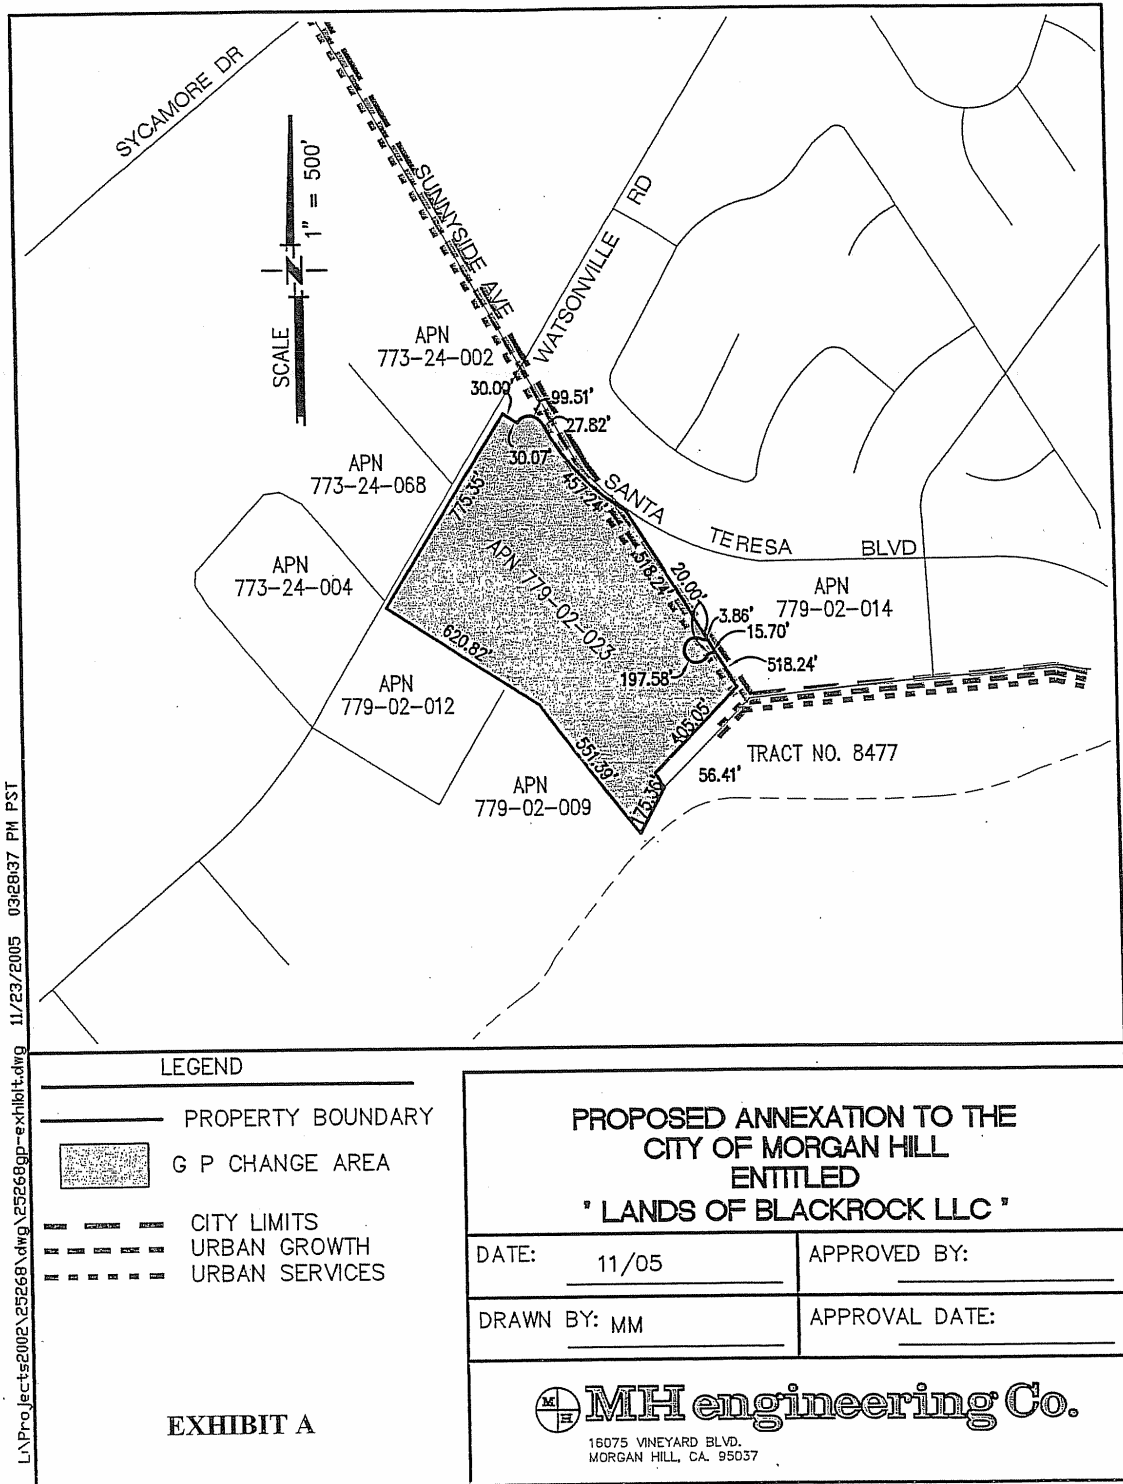 SYCAMORE DR
1" = 500'
SCALE
N
SUNNYSIDE AVE
WATSONVILLE RD
APN
773-24-002
30.00'
99.51'
27.82'
30.07'
457.24'
775.35'
APN
773-24-068
SANTA TERESA BLVD
APN
773-24-004
APN 779-02-023
518.24'
20.00'
APN
779-02-014
3.86'
15.70'
518.24'
197.58'
620.82'
APN
779-02-012
405.05'
551.39'
TRACT NO. 8477
56.41'
175.36'
APN
779-02-009
L:\Projects2002\25268\dwg\25268gp-exhibit.dwg 11/23/2005 03:28:37 PM PST
LEGEND
PROPERTY BOUNDARY
G P CHANGE AREA
CITY LIMITS
URBAN GROWTH
URBAN SERVICES
EXHIBIT A
PROPOSED ANNEXATION TO THE
CITY OF MORGAN HILL
ENTITLED
" LANDS OF BLACKROCK LLC "
DATE: 11/05
APPROVED BY:
DRAWN BY: MM
APPROVAL DATE:
M H
MH engineering Co.
16075 VINEYARD BLVD.
MORGAN HILL, CA. 95037